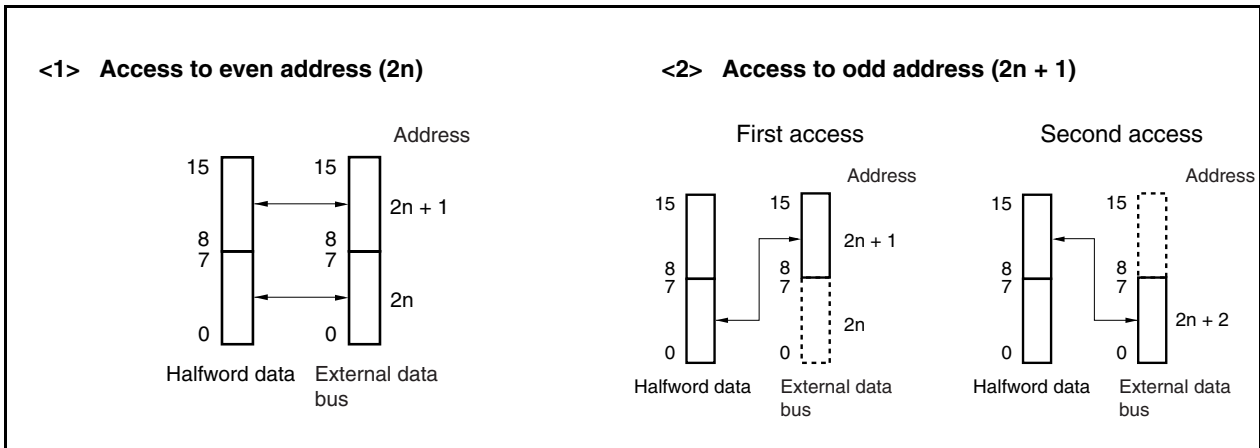 <1> Access to even address (2n)
Address
15 15
2n + 1
8 8
7 7
2n
0 0
Halfword data External data
bus
<2> Access to odd address (2n + 1)
First access
Address
15 15
2n + 1
8 8
7 7
2n
0 0
Halfword data External data
bus
Second access
Address
15 15
8 8
7 7
2n + 2
0 0
Halfword data External data
bus